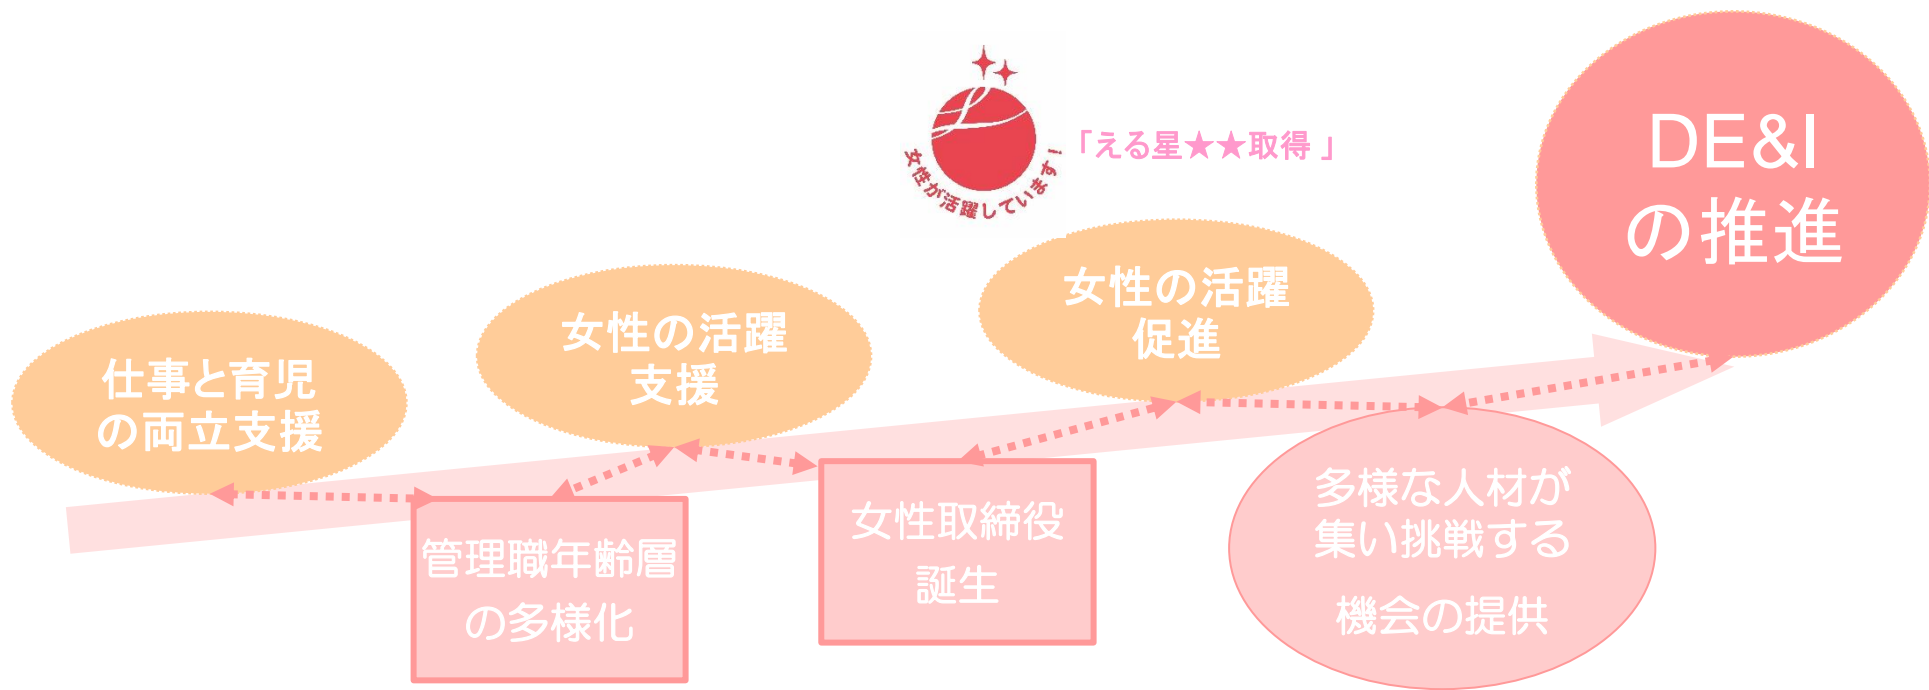 女性が活躍しています!
「える星★★取得 」
DE&I
の推進
仕事と育児
の両立支援
女性の活躍
支援
女性の活躍
促進
管理職年齢層
の多様化
女性取締役
誕生
多様な人材が
集い挑戦する
機会の提供